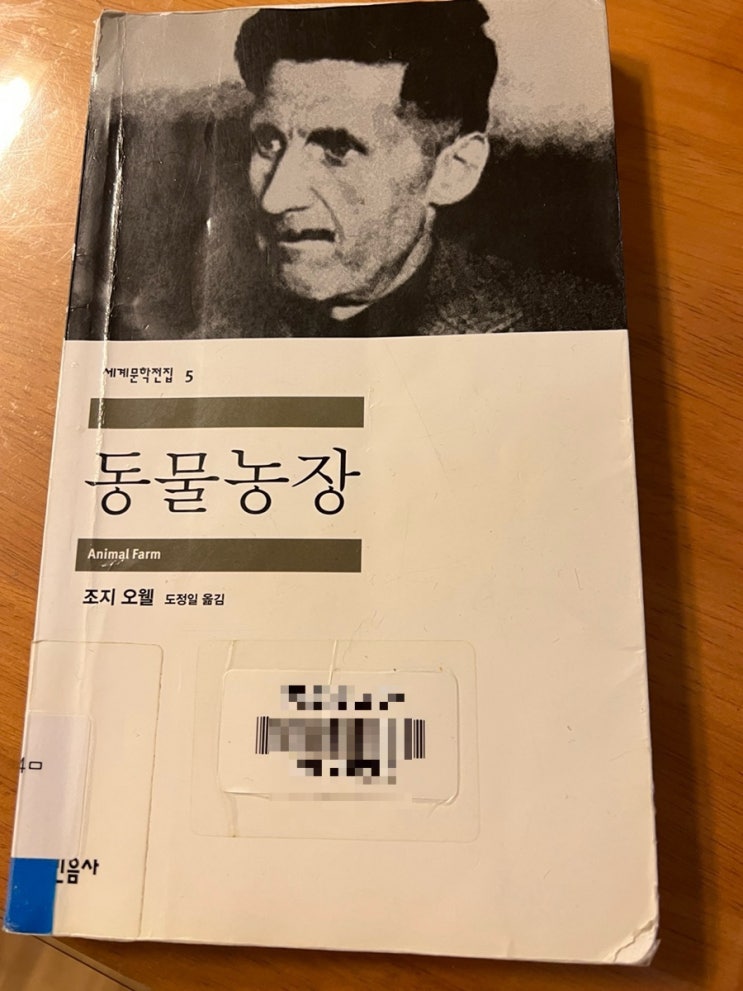 세계문학전집 5
동물농장
Animal Farm
조지 오웰 도정일 옮김
4ㅁ